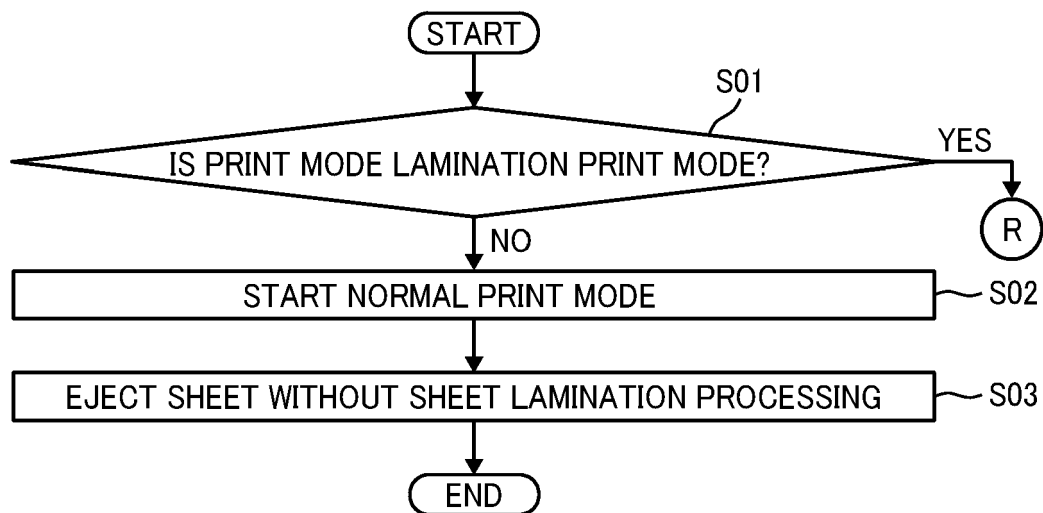 START
S01
IS PRINT MODE LAMINATION PRINT MODE?
YES
R
NO
START NORMAL PRINT MODE
S02
EJECT SHEET WITHOUT SHEET LAMINATION PROCESSING
S03
END